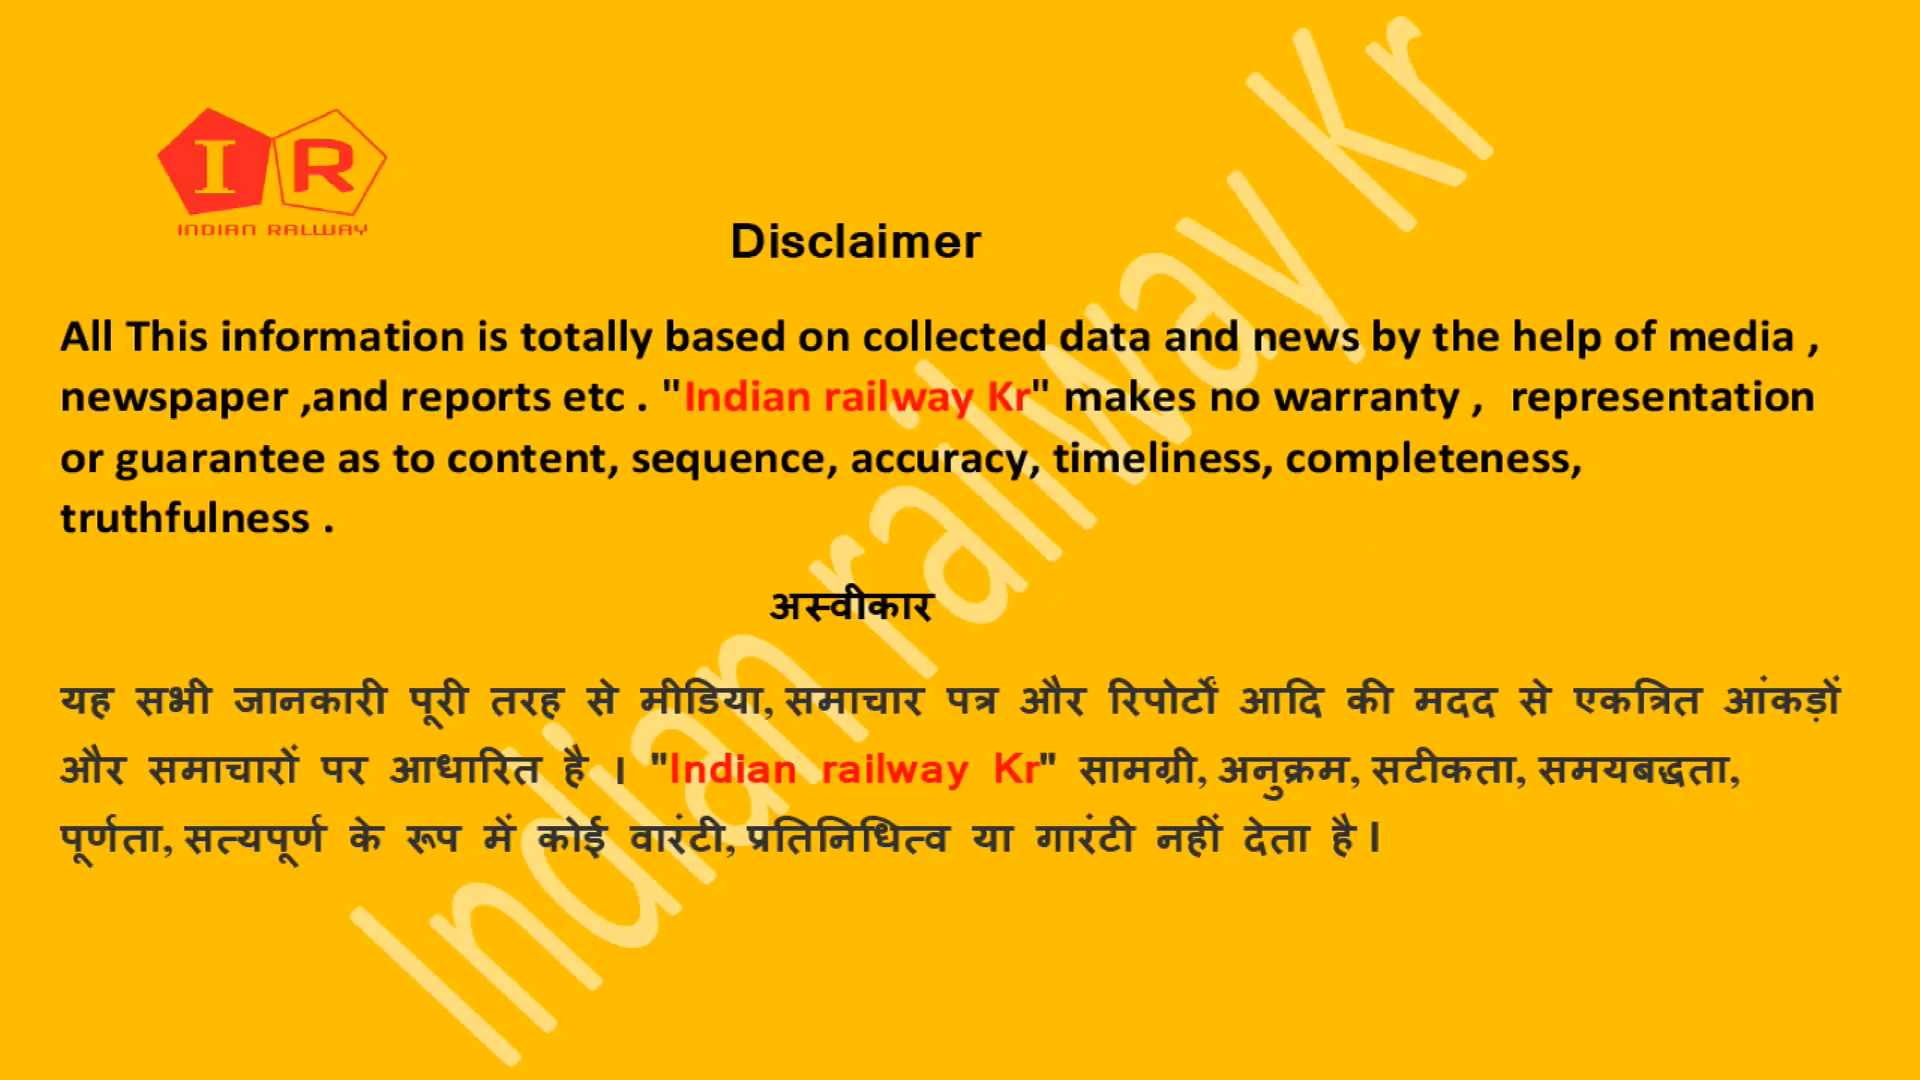 I R
INDIAN RALWAY
Disclaimer
All This information is totally based on collected data and news by the help of media ,
newspaper ,and reports etc . "Indian railway Kr" makes no warranty , representation
or guarantee as to content, sequence, accuracy, timeliness, completeness,
truthfulness .
अस्वीकार
यह सभी जानकारी पूरी तरह से मीडिया, समाचार पत्र और रिपोर्टों आदि की मदद से एकत्रित आंकड़ों
और समाचारों पर आधारित है । "Indian railway Kr" सामग्री, अनुक्रम, सटीकता, समयबद्धता,
पूर्णता, सत्यपूर्ण के रूप में कोई वारंटी, प्रतिनिधित्व या गारंटी नहीं देता है।
Indian railway Kr